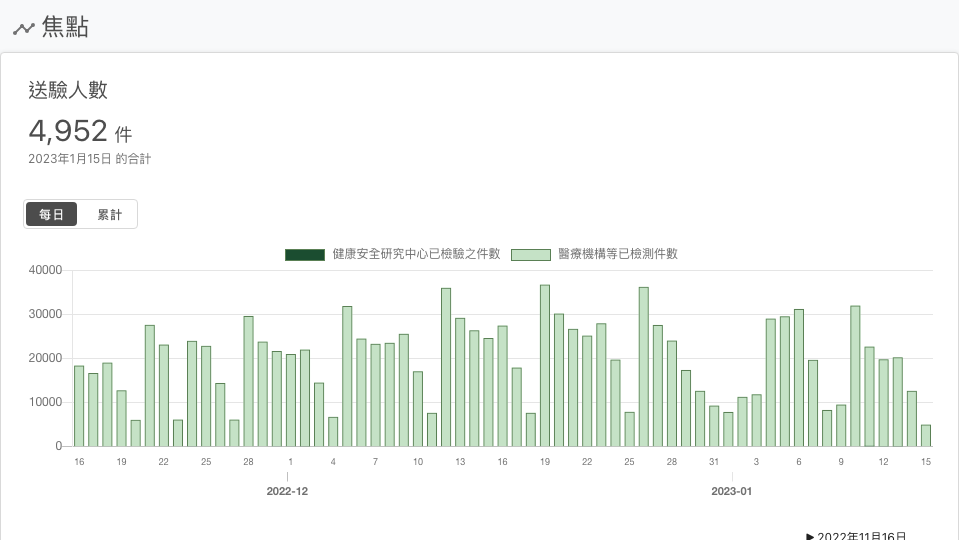 焦點
送驗人數
4,952 件
2023年1月15日 的合計
每日 累計
健康安全研究中心已檢驗之件數 醫療機構等已檢測件數
40000
30000
20000
10000
0
16 19 22 25 28 1 4 7 10 13 16 19 22 25 28 31 3 6 9 12 15
2022-12 2023-01
▶ 2022年11月16日